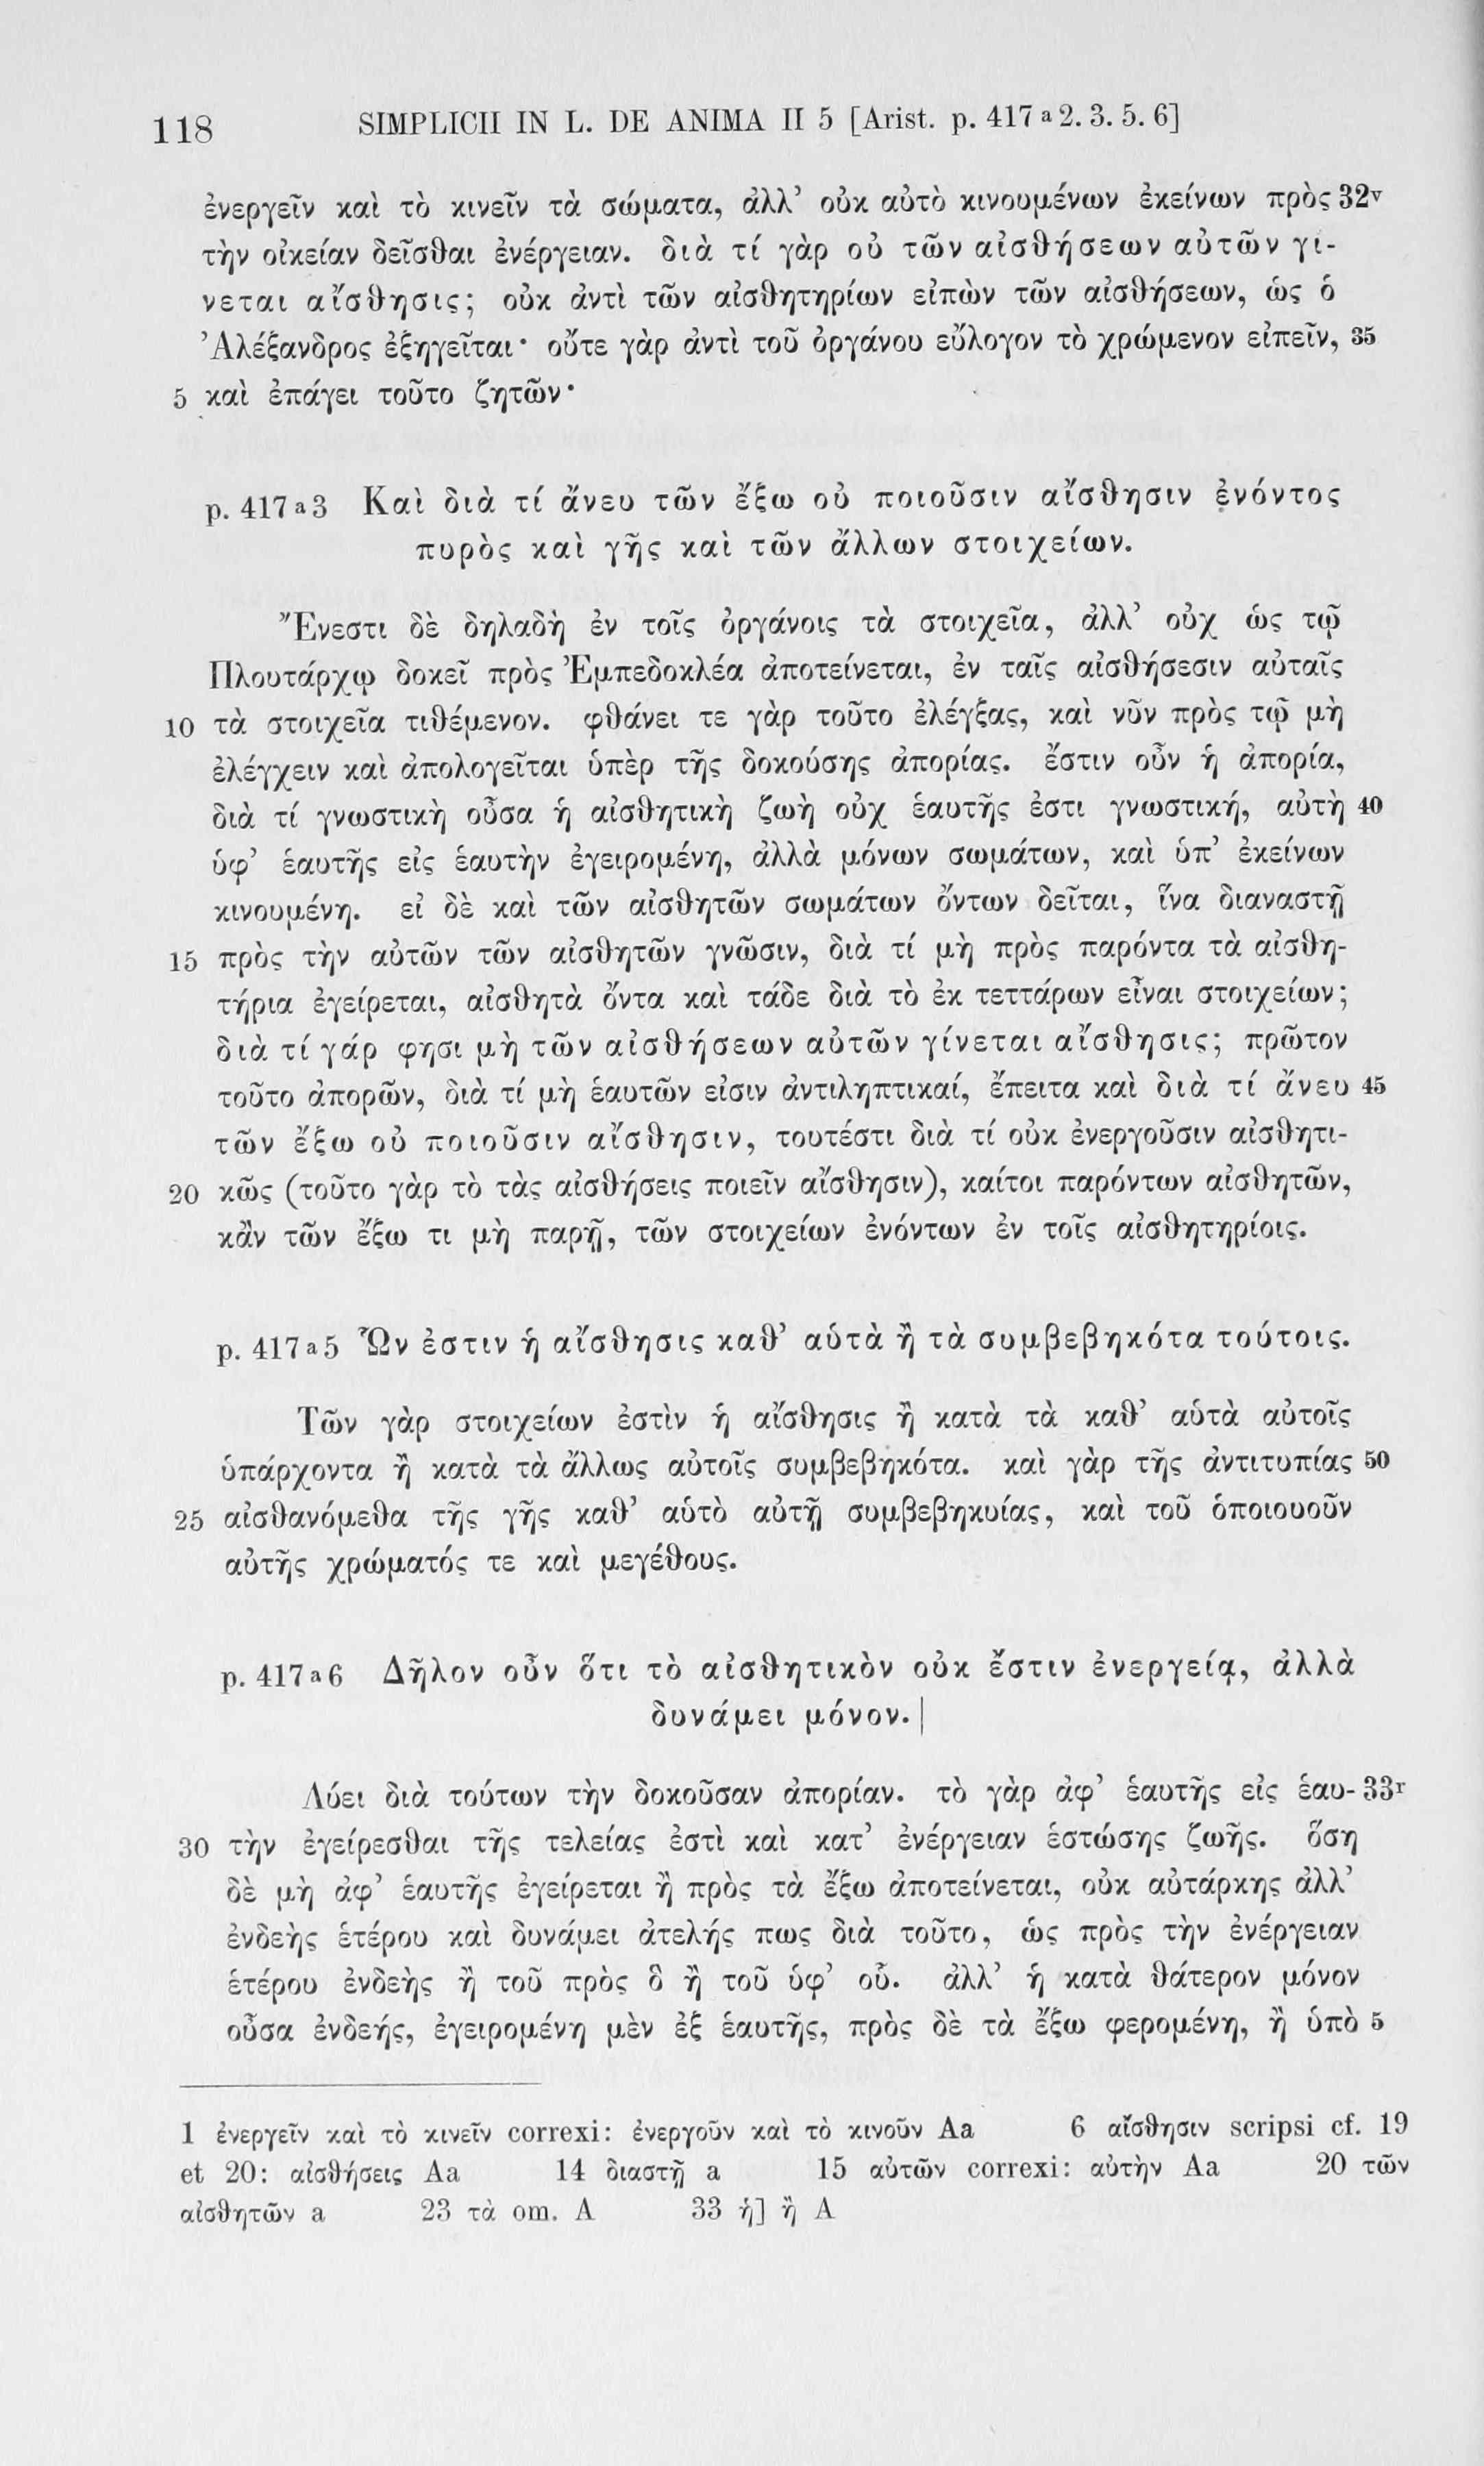 118 SIMPLICII IN L. DE ANIMA II 5 [Arist. p. 417 a 2. 3. 5. 6]
ἐνεργεῖν καὶ τὸ κινεῖν τὰ σώματα, ἀλλ’ οὐκ αὐτὸ κινουμένων ἐκείνων πρὸς 32v
τὴν οἰκείαν δεῖσθαι ἐνέργειαν. διὰ τί γὰρ οὐ τῶν αἰσθήσεων αὐτῶν γί-
νεται αἴσθησις; οὐκ ἀντὶ τῶν αἰσθητηρίων εἰπὼν τῶν αἰσθήσεων, ὡς ὁ
Ἀλέξανδρος ἐξηγεῖται· οὔτε γὰρ ἀντὶ τοῦ ὀργάνου εὔλογον τὸ χρώμενον εἰπεῖν, 35
5 καὶ ἐπάγει τοῦτο ζητῶν·
p. 417 a 3 Καὶ διὰ τί ἄνευ τῶν ἔξω οὐ ποιοῦσιν αἴσθησιν ἐνόντος
πυρὸς καὶ γῆς καὶ τῶν ἄλλων στοιχείων.
Ἔνεστι δὲ δηλαδὴ ἐν τοῖς ὀργάνοις τὰ στοιχεῖα, ἀλλ’ οὐχ ὡς τῷ
Πλουτάρχῳ δοκεῖ πρὸς Ἐμπεδοκλέα ἀποτείνεται, ἐν ταῖς αἰσθήσεσιν αὐταῖς
10 τὰ στοιχεῖα τιθέμενον. φθάνει τε γὰρ τοῦτο ἐλέγξας, καὶ νῦν πρὸς τῷ μὴ
ἐλέγχειν καὶ ἀπολογεῖται ὑπὲρ τῆς δοκούσης ἀπορίας. ἔστιν οὖν ἡ ἀπορία,
διὰ τί γνωστικὴ οὖσα ἡ αἰσθητικὴ ζωὴ οὐχ ἑαυτῆς ἐστι γνωστική, αὐτὴ 40
ὑφ’ ἑαυτῆς εἰς ἑαυτὴν ἐγειρομένη, ἀλλὰ μόνων σωμάτων, καὶ ὑπ’ ἐκείνων
κινουμένη. εἰ δὲ καὶ τῶν αἰσθητῶν σωμάτων ὄντων δεῖται, ἵνα διαναστῇ
15 πρὸς τὴν αὐτῶν τῶν αἰσθητῶν γνῶσιν, διὰ τί μὴ πρὸς παρόντα τὰ αἰσθη-
τήρια ἐγείρεται, αἰσθητὰ ὄντα καὶ τάδε διὰ τὸ ἐκ τεττάρων εἶναι στοιχείων;
διὰ τί γάρ φησι μὴ τῶν αἰσθήσεων αὐτῶν γίνεται αἴσθησις; πρῶτον
τοῦτο ἀπορῶν, διὰ τί μὴ ἑαυτῶν εἰσιν ἀντιληπτικαί, ἔπειτα καὶ διὰ τί ἄνευ 45
τῶν ἔξω οὐ ποιοῦσιν αἴσθησιν, τουτέστι διὰ τί οὐκ ἐνεργοῦσιν αἰσθητι-
20 κῶς (τοῦτο γὰρ τὸ τὰς αἰσθήσεις ποιεῖν αἴσθησιν), καίτοι παρόντων αἰσθητῶν,
κἂν τῶν ἔξω τι μὴ παρῇ, τῶν στοιχείων ἐνόντων ἐν τοῖς αἰσθητηρίοις.
p. 417 a 5 Ὧν ἐστιν ἡ αἴσθησις καθ’ αὑτὰ ἢ τὰ συμβεβηκότα τούτοις.
Τῶν γὰρ στοιχείων ἐστὶν ἡ αἴσθησις ἢ κατὰ τὰ καθ’ αὑτὰ αὐτοῖς
ὑπάρχοντα ἢ κατὰ τὰ ἄλλως αὐτοῖς συμβεβηκότα. καὶ γὰρ τῆς ἀντιτυπίας 50
25 αἰσθανόμεθα τῆς γῆς καθ’ αὑτὸ αὐτῇ συμβεβηκυίας, καὶ τοῦ ὁποιουοῦν
αὐτῆς χρώματός τε καὶ μεγέθους.
p. 417 a 6 Δῆλον οὖν ὅτι τὸ αἰσθητικὸν οὐκ ἔστιν ἐνεργείᾳ, ἀλλὰ
δυνάμει μόνον. |
Λύει διὰ τούτων τὴν δοκοῦσαν ἀπορίαν. τὸ γὰρ ἀφ’ ἑαυτῆς εἰς ἑαυ- 33r
30 τὴν ἐγείρεσθαι τῆς τελείας ἐστὶ καὶ κατ’ ἐνέργειαν ἑστώσης ζωῆς. ὅση
δὲ μὴ ἀφ’ ἑαυτῆς ἐγείρεται ἢ πρὸς τὰ ἔξω ἀποτείνεται, οὐκ αὐτάρκης ἀλλ’
ἐνδεὴς ἑτέρου καὶ δυνάμει ἀτελής πως διὰ τοῦτο, ὡς πρὸς τὴν ἐνέργειαν
ἑτέρου ἐνδεὴς ἢ τοῦ πρὸς ὃ ἢ τοῦ ὑφ’ οὗ. ἀλλ’ ἡ κατὰ θάτερον μόνον
οὖσα ἐνδεής, ἐγειρομένη μὲν ἐξ ἑαυτῆς, πρὸς δὲ τὰ ἔξω φερομένη, ἢ ὑπὸ 5
1 ἐνεργεῖν καὶ τὸ κινεῖν correxi: ἐνεργοῦν καὶ τὸ κινοῦν Aa 6 αἴσθησιν scripsi cf. 19
et 20: αἰσθήσεις Aa 14 διαστῇ a 15 αὐτῶν correxi: αὐτὴν Aa 20 τῶν
αἰσθητῶν a 23 τὰ om. A 33 ἡ] ἢ A